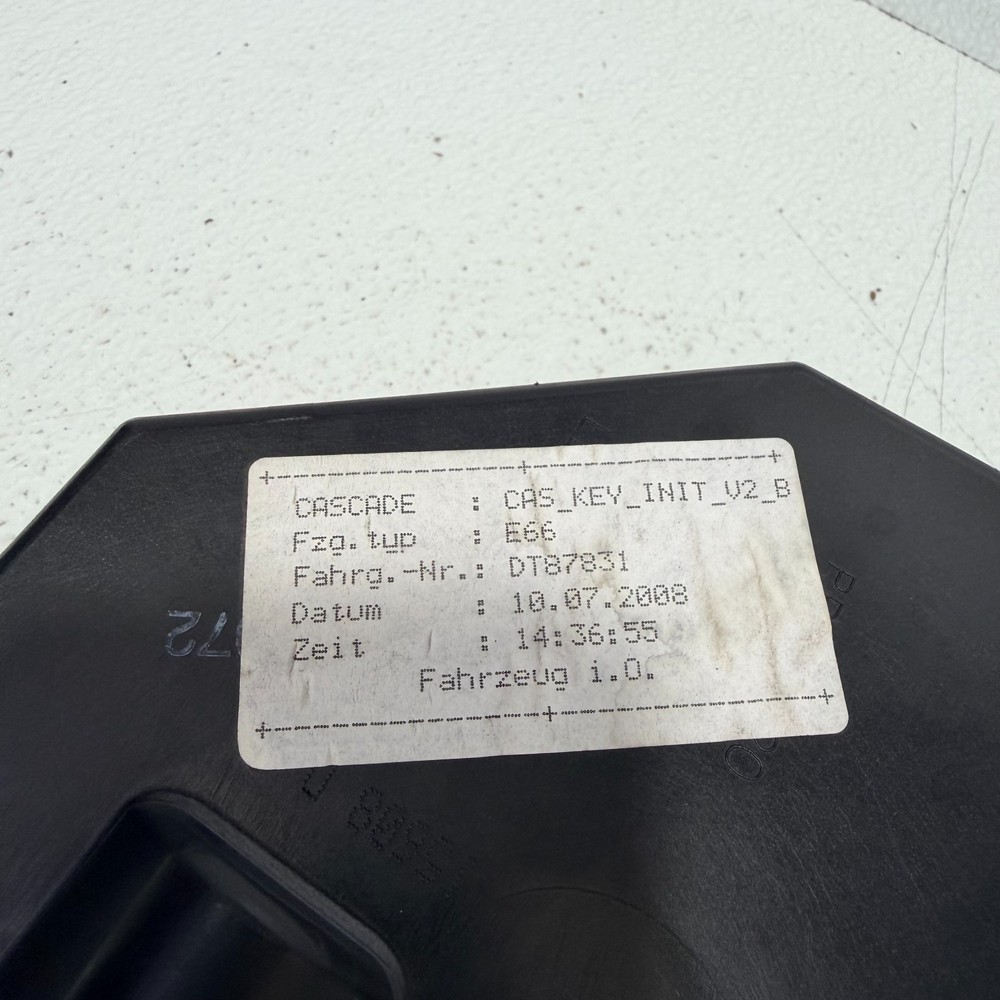 CASCADE : CAS_KEY_INIT_V2_B
Fzg.typ : E66
Fahrg.-Nr.: DT87831
Datum : 10.07.2008
Zeit : 14:36:55
Fahrzeug i.O.